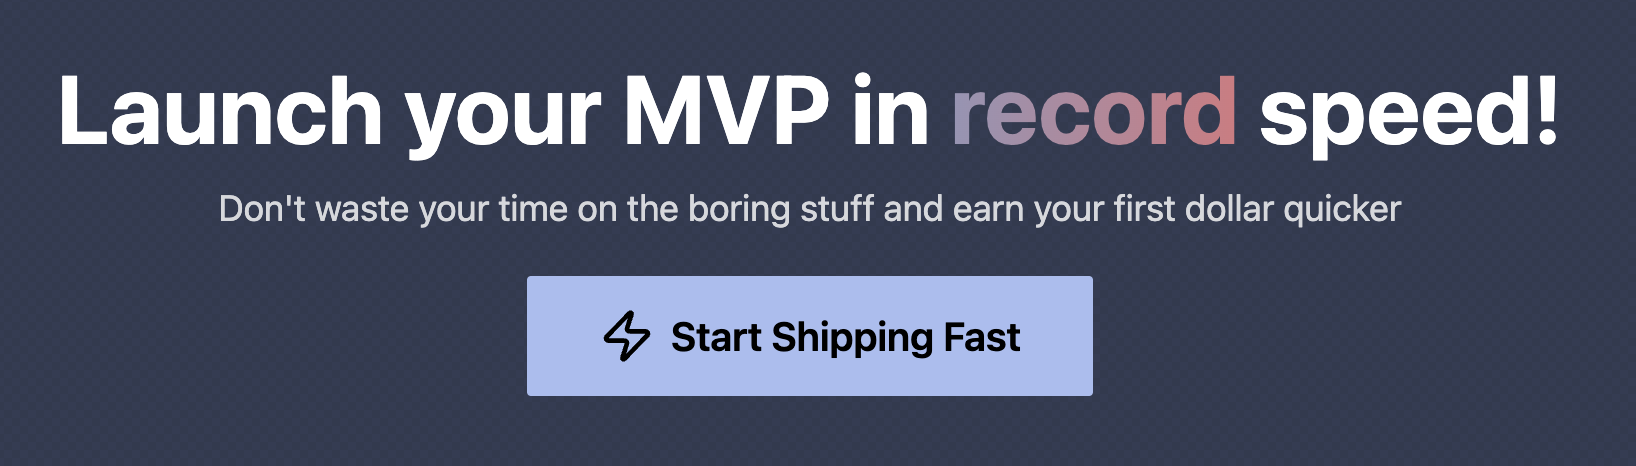 Launch your MVP in record speed!
Don't waste your time on the boring stuff and earn your first dollar quicker
Start Shipping Fast